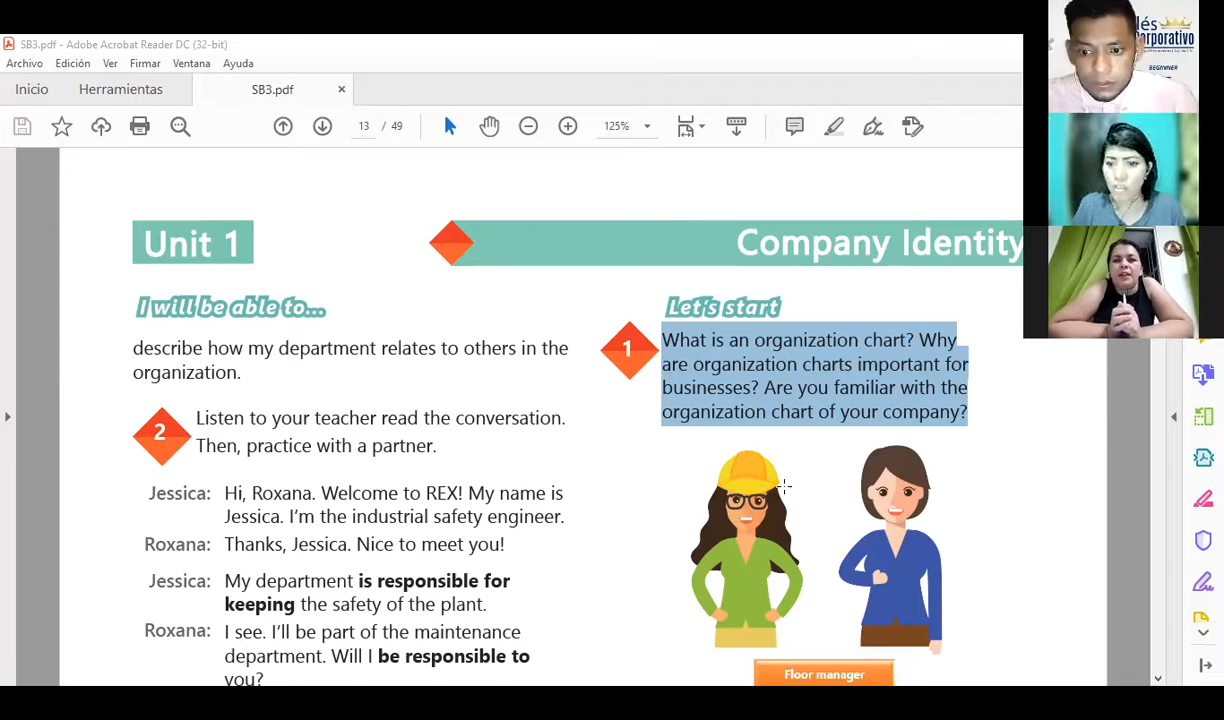 SB3.pdf - Adobe Acrobat Reader DC (32-bit)
Archivo Edición Ver Firmar Ventana Ayuda
Inicio Herramientas SB3.pdf ×
13 / 49 125%
Unit 1
Company Identity
I will be able to...
describe how my department relates to others in the
organization.
2
Listen to your teacher read the conversation.
Then, practice with a partner.
Jessica: Hi, Roxana. Welcome to REX! My name is
Jessica. I'm the industrial safety engineer.
Roxana: Thanks, Jessica. Nice to meet you!
Jessica: My department is responsible for
keeping the safety of the plant.
Roxana: I see. I'll be part of the maintenance
department. Will I be responsible to
you?
Let's start
1
What is an organization chart? Why
are organization charts important for
businesses? Are you familiar with the
organization chart of your company?
Floor manager
lés
Corporativo
BEGINNER